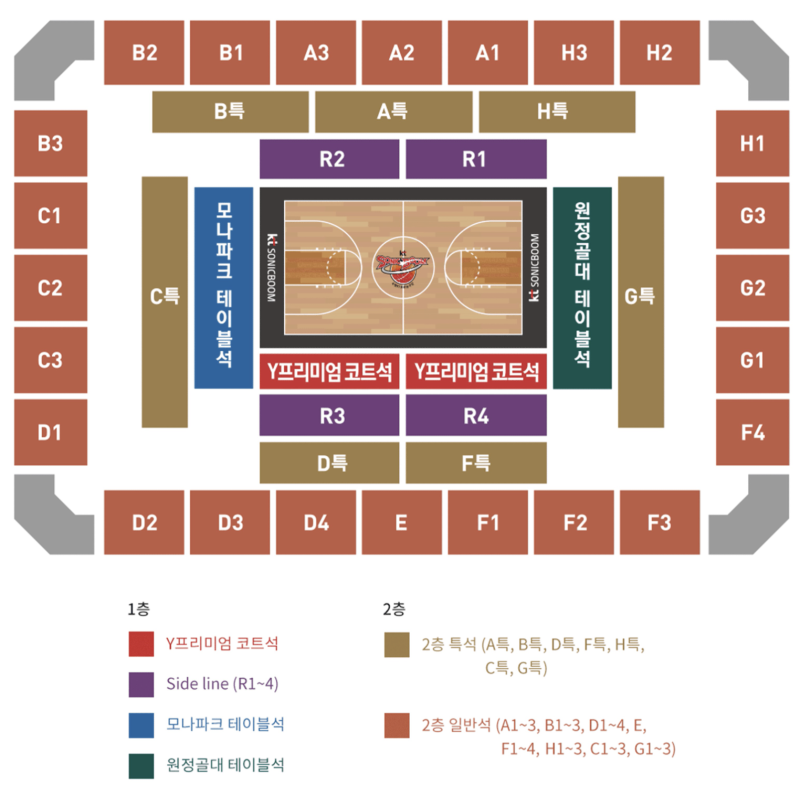 B2 B1 A3 A2 A1 H3 H2
B특 A특 H특
B3 R2 R1 H1
C1 G3
C2 C특 모나파크 테이블석 kt SONICBOOM kt kt SONICBOOM 원정골대 테이블석 G특 G2
C3 Y프리미엄 코트석 Y프리미엄 코트석 G1
D1 R3 R4 F4
D특 F특
D2 D3 D4 E F1 F2 F3
1층
Y프리미엄 코트석
Side line (R1~4)
모나파크 테이블석
원정골대 테이블석
2층
2층 특석 (A특, B특, D특, F특, H특,
C특, G특)
2층 일반석 (A1~3, B1~3, D1~4, E,
F1~4, H1~3, C1~3, G1~3)